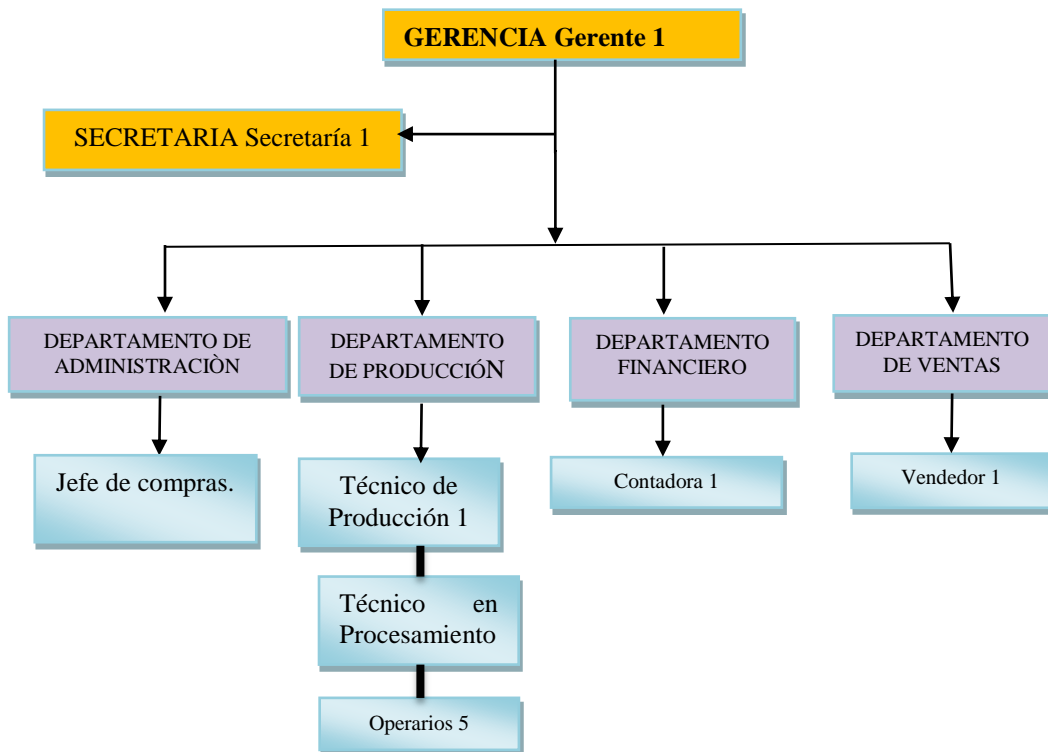 GERENCIA Gerente 1
SECRETARIA Secretaría 1
DEPARTAMENTO DE
ADMINISTRACIÒN
DEPARTAMENTO
DE PRODUCCIÓN
DEPARTAMENTO
FINANCIERO
DEPARTAMENTO
DE VENTAS
Jefe de compras.
Técnico de
Producción 1
Contadora 1
Vendedor 1
Técnico en
Procesamiento
Operarios 5